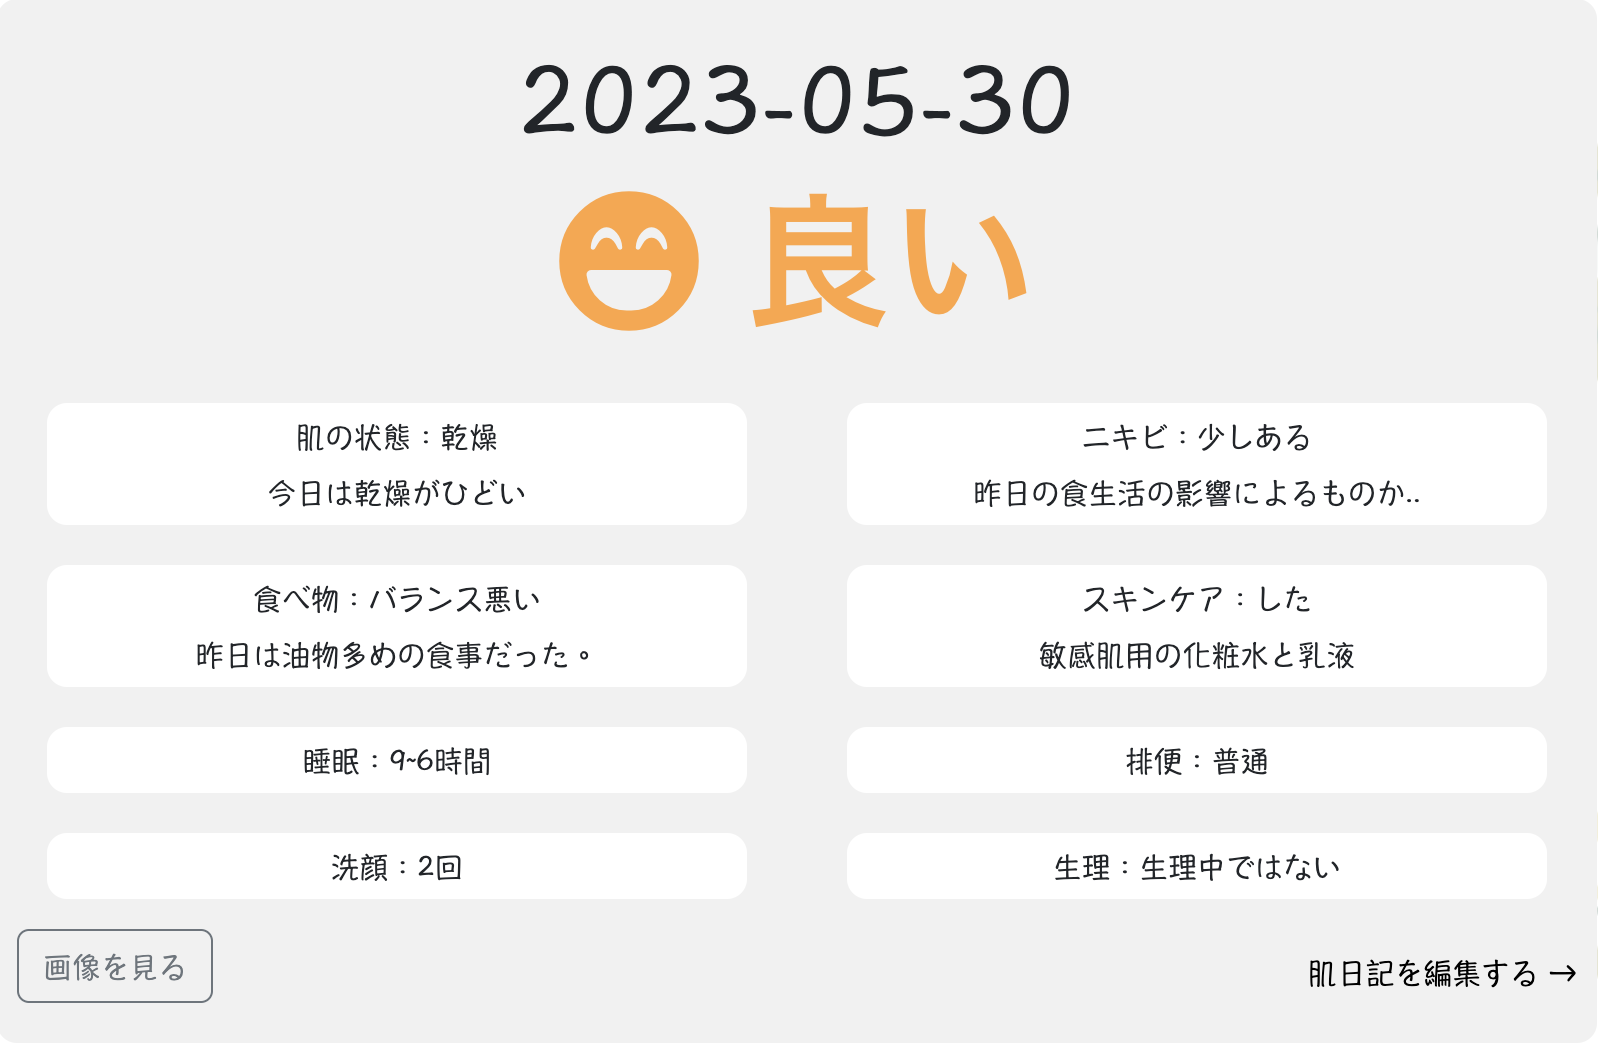 2023-05-30
良い
肌の状態：乾燥
今日は乾燥がひどい
ニキビ：少しある
昨日の食生活の影響によるものか..
食べ物：バランス悪い
昨日は油物多めの食事だった。
スキンケア：した
敏感肌用の化粧水と乳液
睡眠：9~6時間
排便：普通
洗顔：2回
生理：生理中ではない
画像を見る
肌日記を編集する →